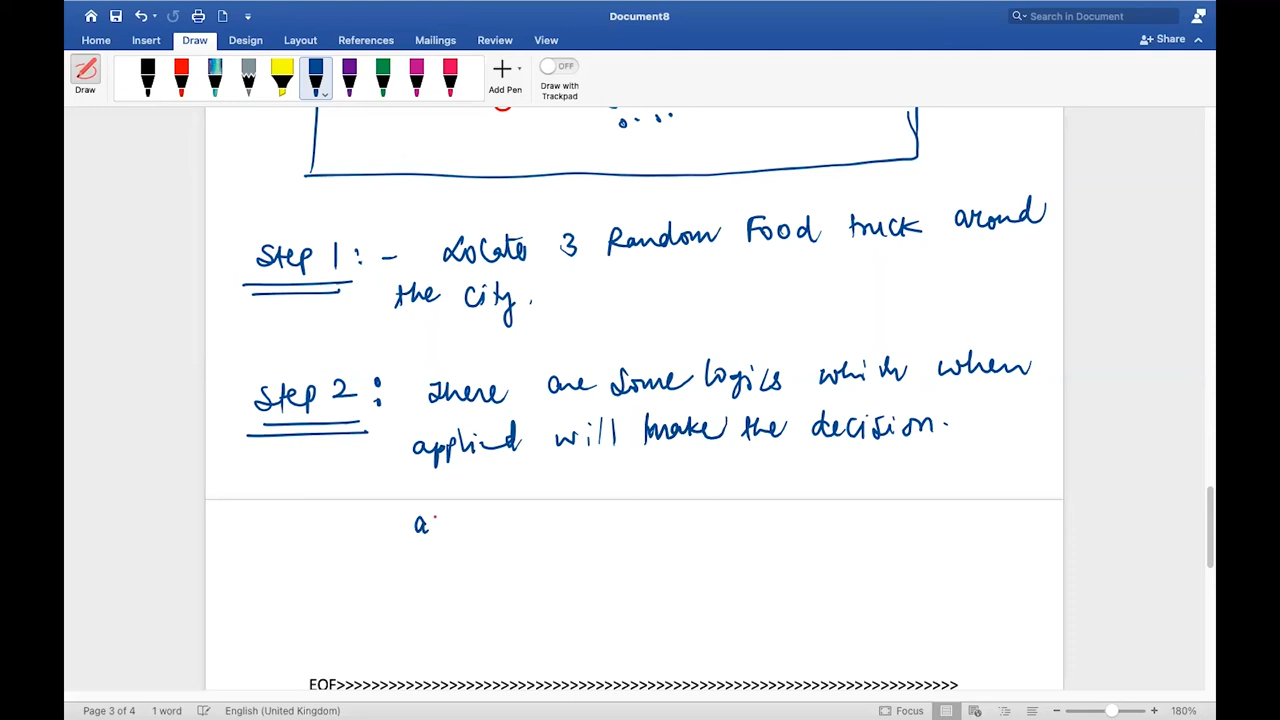 Document8
Search in Document
Home Insert Draw Design Layout References Mailings Review View
Share
OFF
Draw
Add Pen
Draw with
Trackpad
Step 1 : - Locate 3 Random Food truck around
the city.
Step 2 : There are some logics which when
applied will make the decision.
a
EOF>>>>>>>>>>>>>>>>>>>>>>>>>>>>>>>>>>>>>>>>>>>>>>>>>>>>>>>>>>>>>>>>>>>>>>>>>
Page 3 of 4 1 word English (United Kingdom) Focus 180%